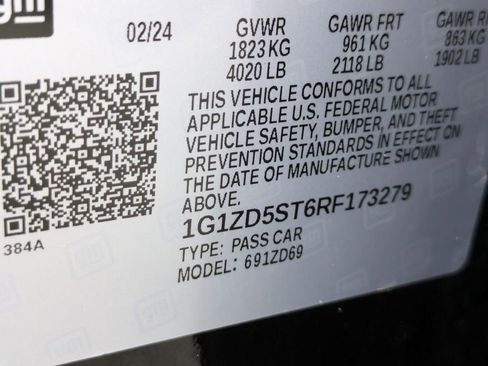 gm
02/24 GVWR GAWR FRT GAWR R
1823 KG 961 KG 863 KG
4020 LB 2118 LB 1902 LB
THIS VEHICLE CONFORMS TO ALL
APPLICABLE U.S. FEDERAL MOTOR
VEHICLE SAFETY, BUMPER, AND THEFT
PREVENTION STANDARDS IN EFFECT ON
THE DATE OF MANUFACTURE SHOWN
ABOVE.
384A
1G1ZD5ST6RF173279
TYPE: PASS CAR
MODEL: 691ZD69